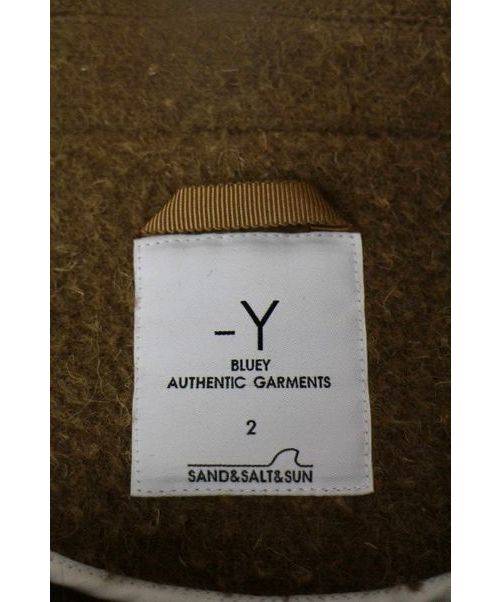 -Y
BLUEY
AUTHENTIC GARMENTS
2
SAND&SALT&SUN